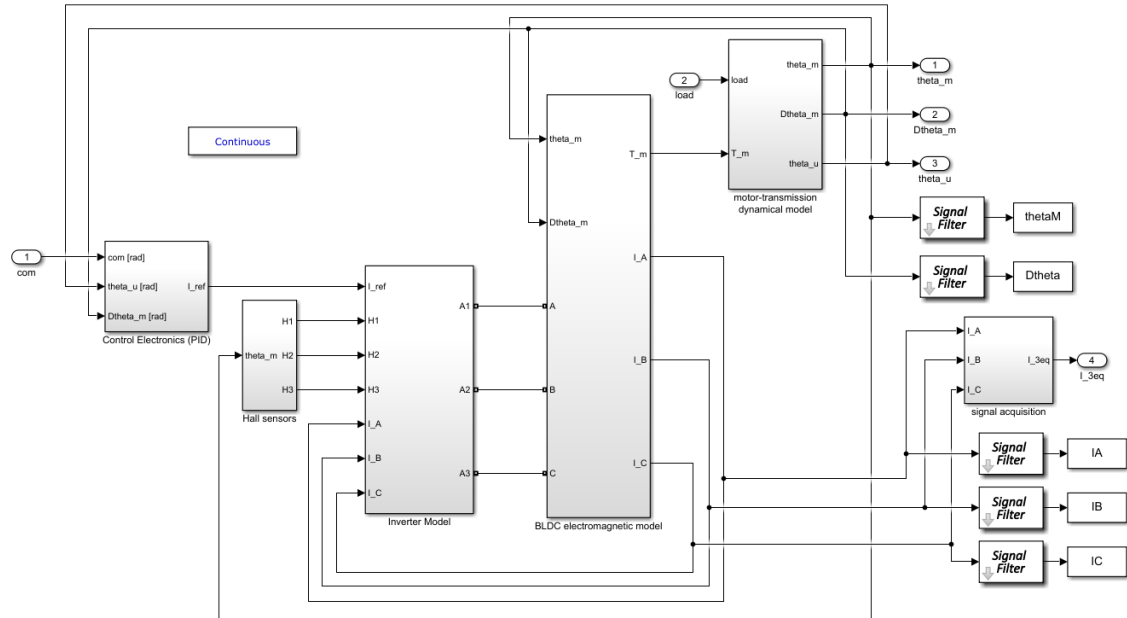 Continuous
1
com
com [rad]
theta_u [rad]
Dtheta_m [rad]
I_ref
Control Electronics (PID)
theta_m
H1
H2
H3
Hall sensors
I_ref
H1
H2
H3
I_A
I_B
I_C
A1
A2
A3
Inverter Model
theta_m
Dtheta_m
A
B
C
T_m
I_A
I_B
I_C
BLDC electromagnetic model
2
load
load
T_m
theta_m
Dtheta_m
theta_u
motor-transmission
dynamical model
1
theta_m
2
Dtheta_m
3
theta_u
Signal
Filter
thetaM
Signal
Filter
Dtheta
I_A
I_B
I_C
I_3eq
signal acquisition
4
I_3eq
Signal
Filter
IA
Signal
Filter
IB
Signal
Filter
IC